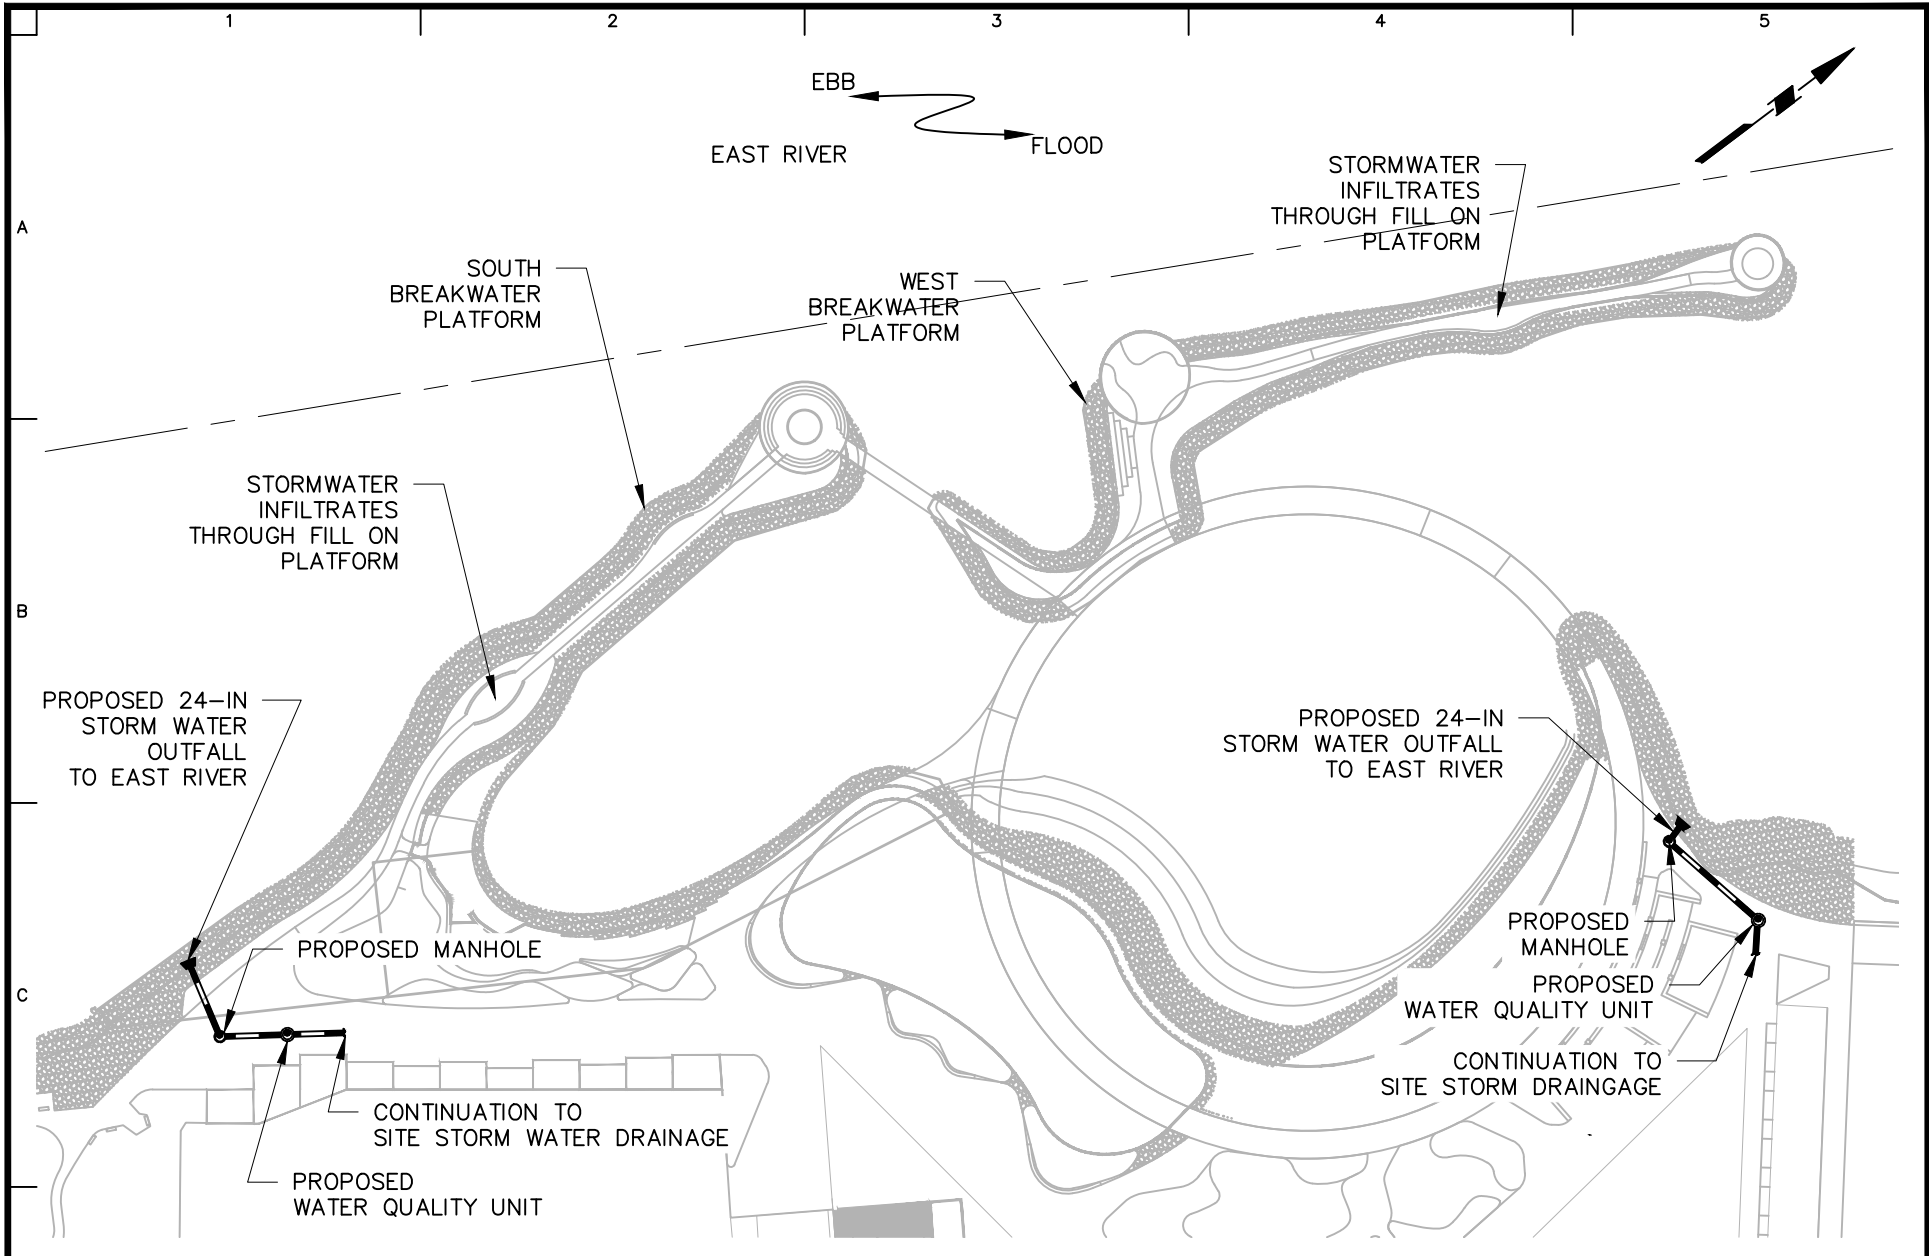 1
2
3
4
5
EBB
FLOOD
EAST RIVER
A
STORMWATER
INFILTRATES
THROUGH FILL ON
PLATFORM
SOUTH
BREAKWATER
PLATFORM
WEST
BREAKWATER
PLATFORM
STORMWATER
INFILTRATES
THROUGH FILL ON
PLATFORM
B
PROPOSED 24-IN
STORM WATER
OUTFALL
TO EAST RIVER
PROPOSED 24-IN
STORM WATER OUTFALL
TO EAST RIVER
PROPOSED MANHOLE
PROPOSED
MANHOLE
C
PROPOSED
WATER QUALITY UNIT
CONTINUATION TO
SITE STORM DRAINGAGE
CONTINUATION TO
SITE STORM WATER DRAINAGE
PROPOSED
WATER QUALITY UNIT